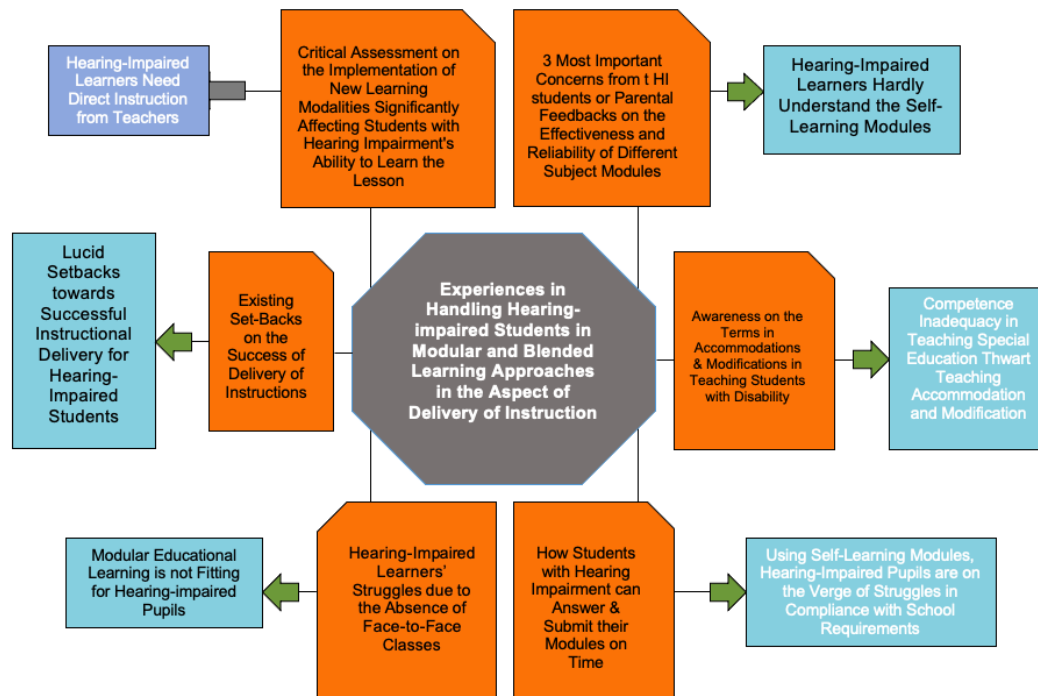 Hearing-Impaired
Learners Need
Direct Instruction
from Teachers
Critical Assessment on
the Implementation of
New Learning
Modalities Significantly
Affecting Students with
Hearing Impairment's
Ability to Learn the
Lesson
3 Most Important
Concerns from t HI
students or Parental
Feedbacks on the
Effectiveness and
Reliability of Different
Subject Modules
Hearing-Impaired
Learners Hardly
Understand the Self-
Learning Modules
Lucid
Setbacks
towards
Successful
Instructional
Delivery for
Hearing-
Impaired
Students
Existing
Set-Backs
on the
Success of
Delivery of
Instructions
Experiences in
Handling Hearing-
impaired Students in
Modular and Blended
Learning Approaches
in the Aspect of
Delivery of Instruction
Awareness on the
Terms in
Accommodations
& Modifications in
Teaching Students
with Disability
Competence
Inadequacy in
Teaching Special
Education Thwart
Teaching
Accommodation
and Modification
Modular Educational
Learning is not Fitting
for Hearing-impaired
Pupils
Hearing-Impaired
Learners'
Struggles due to
the Absence of
Face-to-Face
Classes
How Students
with Hearing
Impairment can
Answer &
Submit their
Modules on
Time
Using Self-Learning Modules,
Hearing-Impaired Pupils are on
the Verge of Struggles in
Compliance with School
Requirements